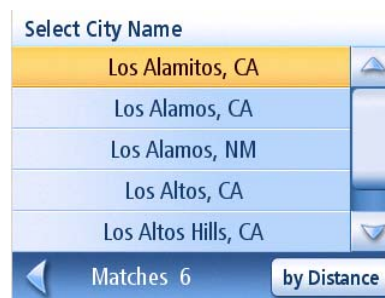 Select City Name
Los Alamitos, CA
Los Alamos, CA
Los Alamos, NM
Los Altos, CA
Los Altos Hills, CA
Matches 6
by Distance